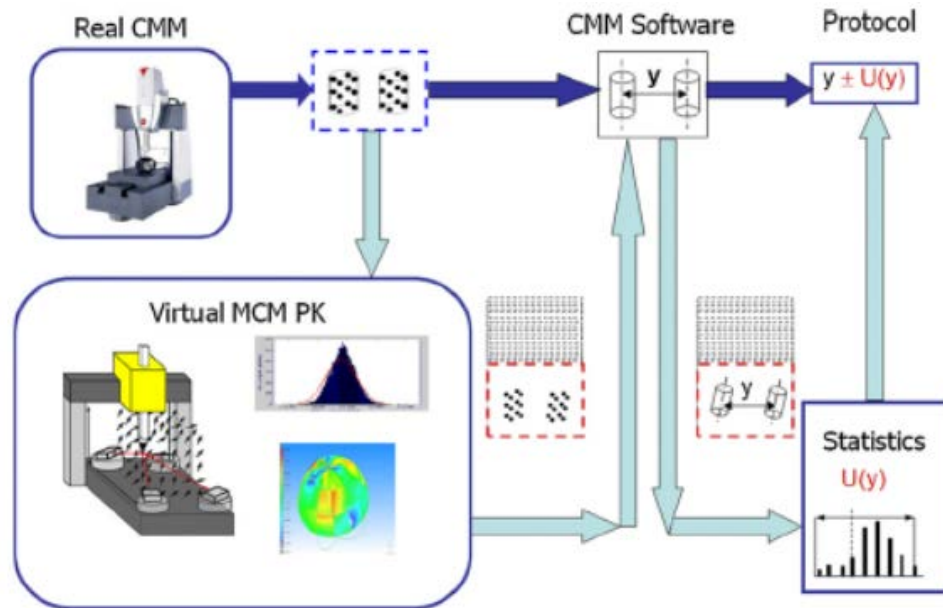 Real CMM
CMM Software
Protocol
y
y ± U(y)
Virtual MCM PK
y
Statistics
U(y)